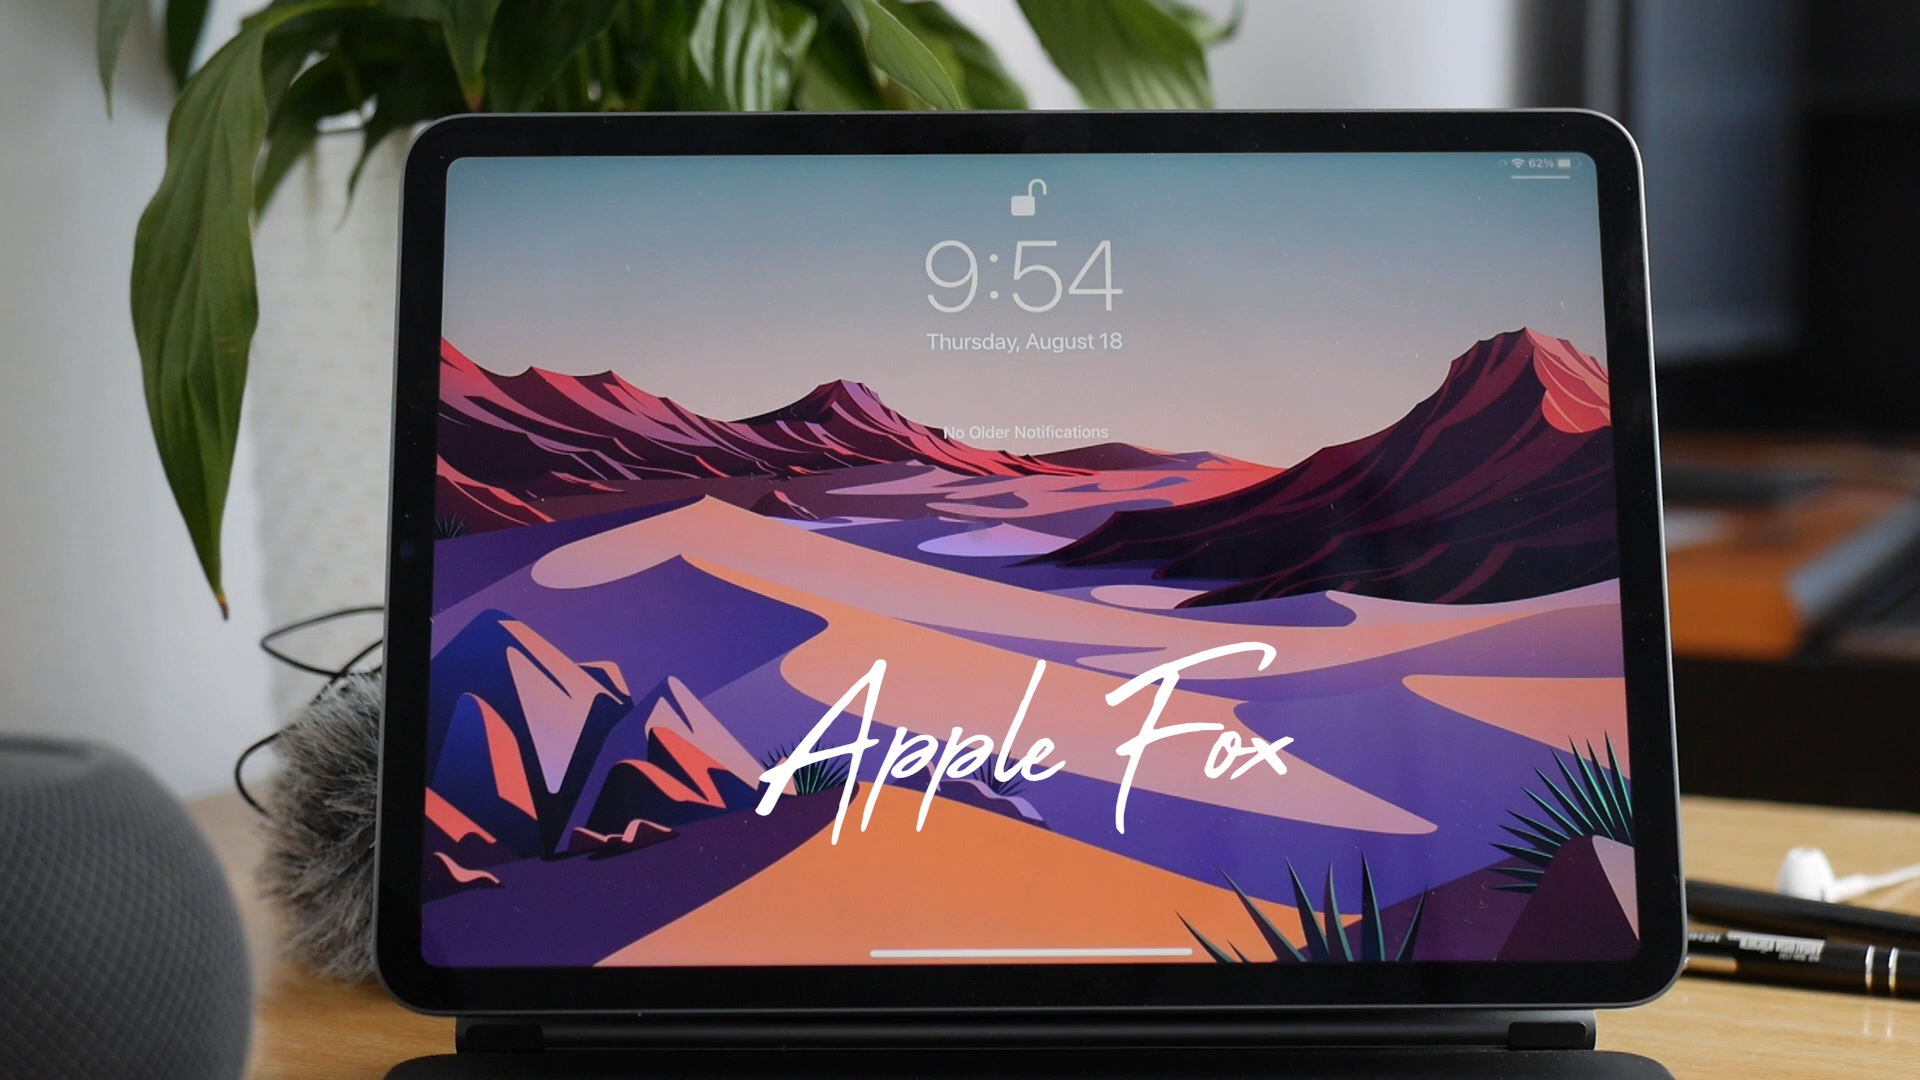 62%
9:54
Thursday, August 18
No Older Notifications
Apple Fox